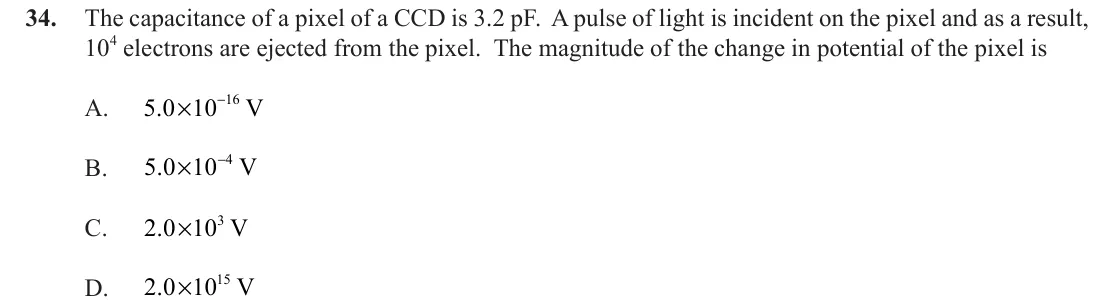 34. The capacitance of a pixel of a CCD is 3.2 pF. A pulse of light is incident on the pixel and as a result,
10⁴ electrons are ejected from the pixel. The magnitude of the change in potential of the pixel is
A. 5.0×10⁻¹⁶ V
B. 5.0×10⁻⁴ V
C. 2.0×10³ V
D. 2.0×10¹⁵ V